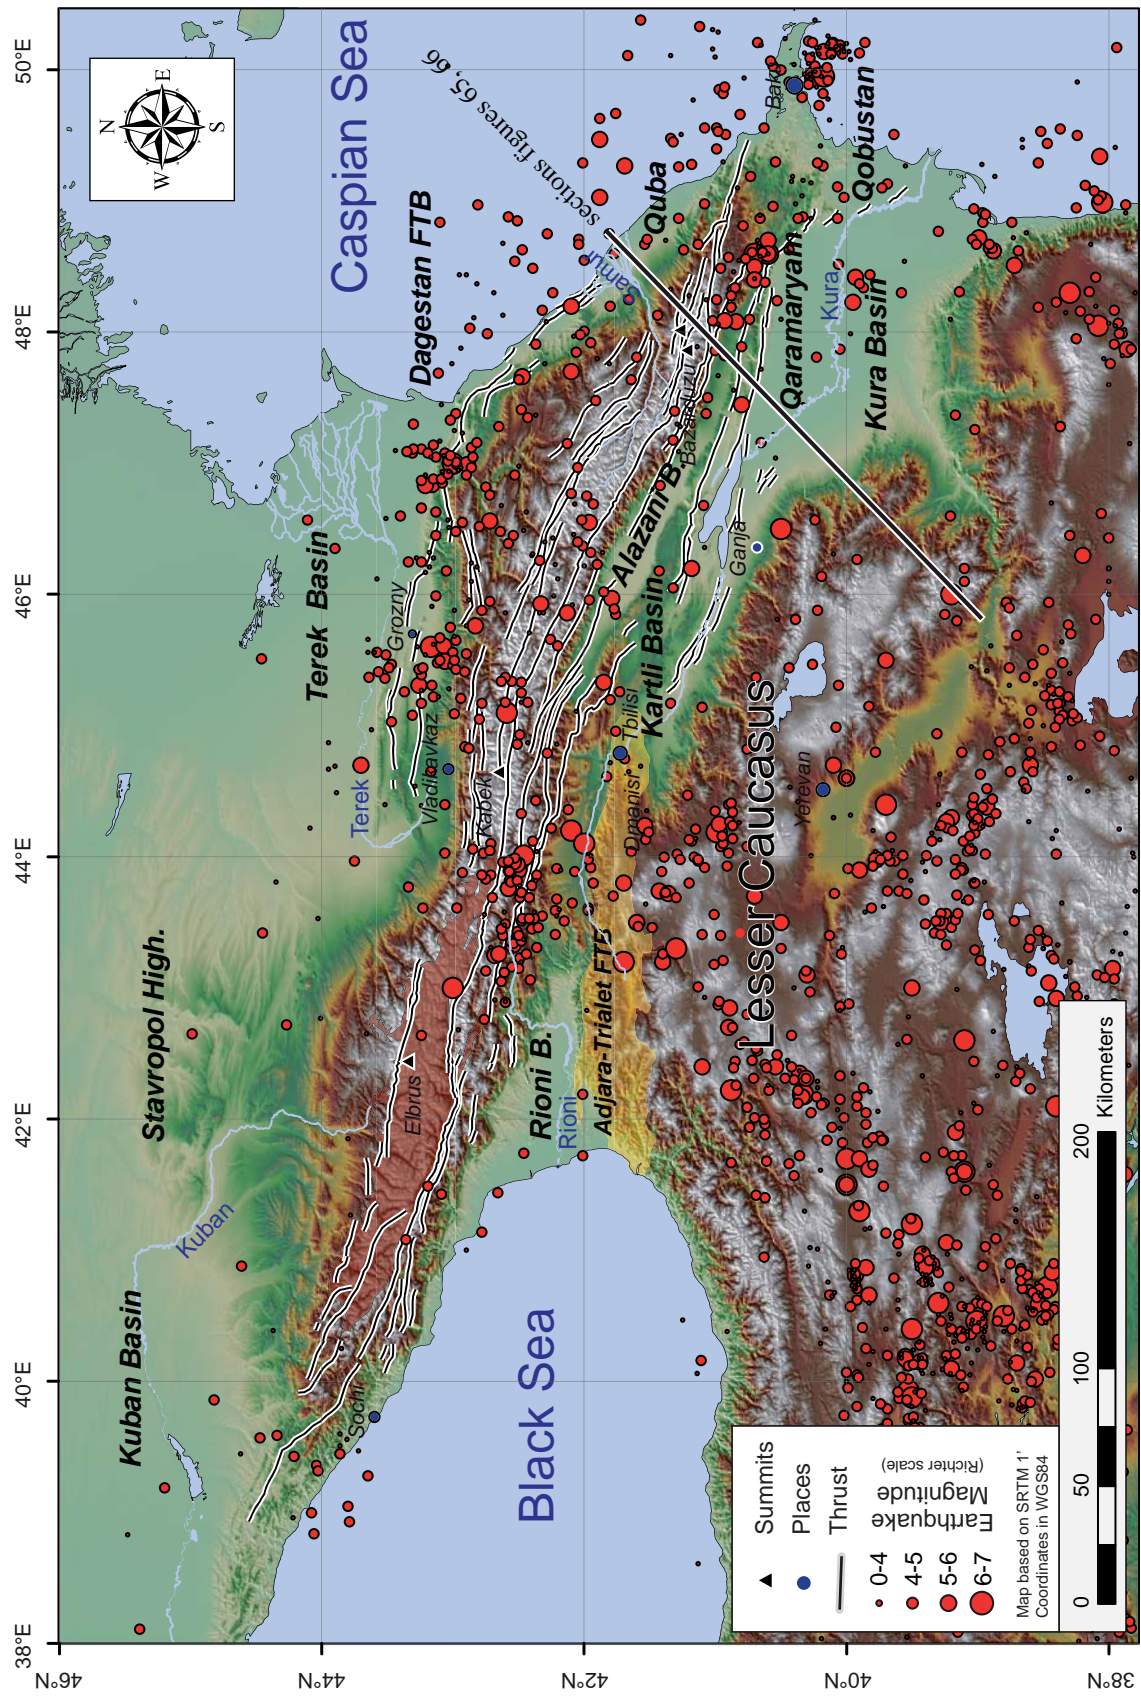 38°E
40°E
42°E
44°E
46°E
48°E
50°E
46°N
44°N
42°N
40°N
38°N
N
E
S
W
Kuban Basin
Kuban
Stavropol High.
Terek Basin
Terek
Grozny
Dagestan FTB
Caspian Sea
sections figures 65, 66
Sochi
Elbrus
Kabek
Vladikavkaz
Samur
Quba
Black Sea
Rioni B.
Rioni
Adjara-Trialet FTB
Dmanisi
Tbilisi
Kartli Basin
Alazani B.
Bazarduzu
Ganja
Qaramaryah
Kura
Kura Basin
Qobustan
Baki
Lesser Caucasus
Yerevan
Summits
Places
Thrust
0-4
4-5
5-6
6-7
Earthquake
Magnitude
(Richter scale)
Map based on SRTM 1'
Coordinates in WGS84
0
50
100
200
Kilometers